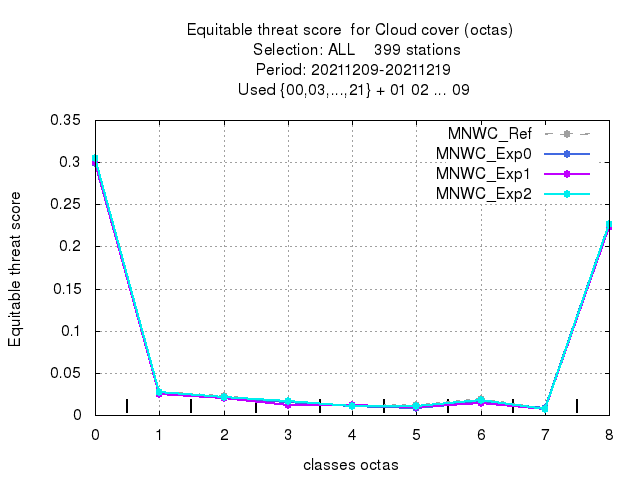 Equitable threat score  for Cloud cover (octas)
Selection: ALL    399 stations
Period: 20211209-20211219
Used {00,03,...,21} + 01 02 ... 09
MNWC_Ref
MNWC_Exp0
MNWC_Exp1
MNWC_Exp2
Equitable threat score
0.35
0.3
0.25
0.2
0.15
0.1
0.05
0
0 1 2 3 4 5 6 7 8
classes octas